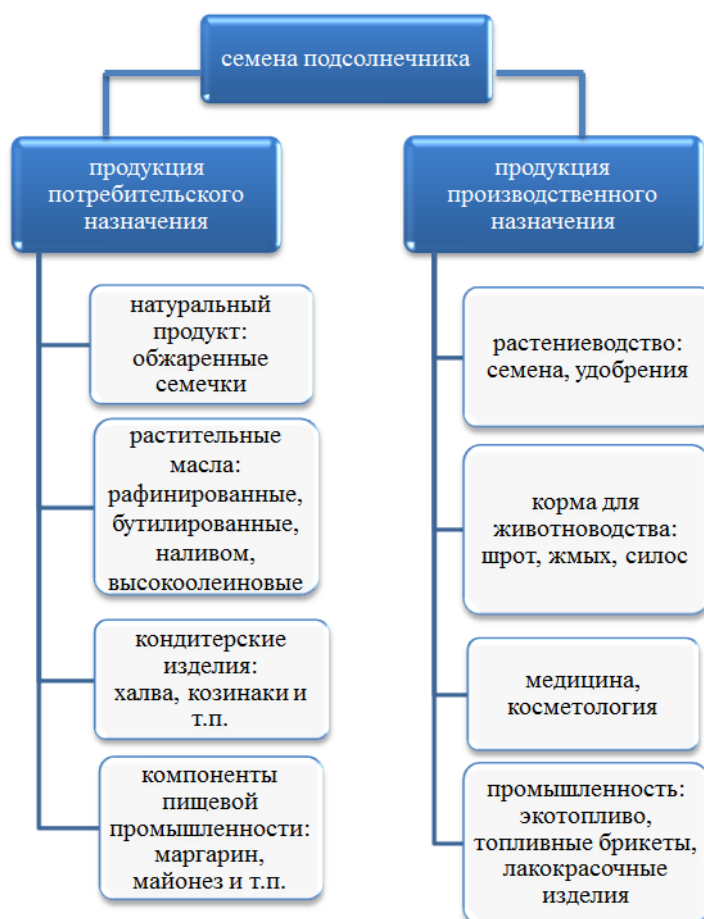 семена подсолнечника
продукция
потребительского
назначения
натуральный
продукт:
обжаренные
семечки
растительные
масла:
рафинированные,
бутилированные,
наливом,
высокоолеиновые
кондитерские
изделия:
халва, козинаки и
т.п.
компоненты
пищевой
промышленности:
маргарин,
майонез и т.п.
продукция
производственного
назначения
растениеводство:
семена, удобрения
корма для
животноводства:
шрот, жмых, силос
медицина,
косметология
промышленность:
экотопливо,
топливные брикеты,
лакокрасочные
изделия